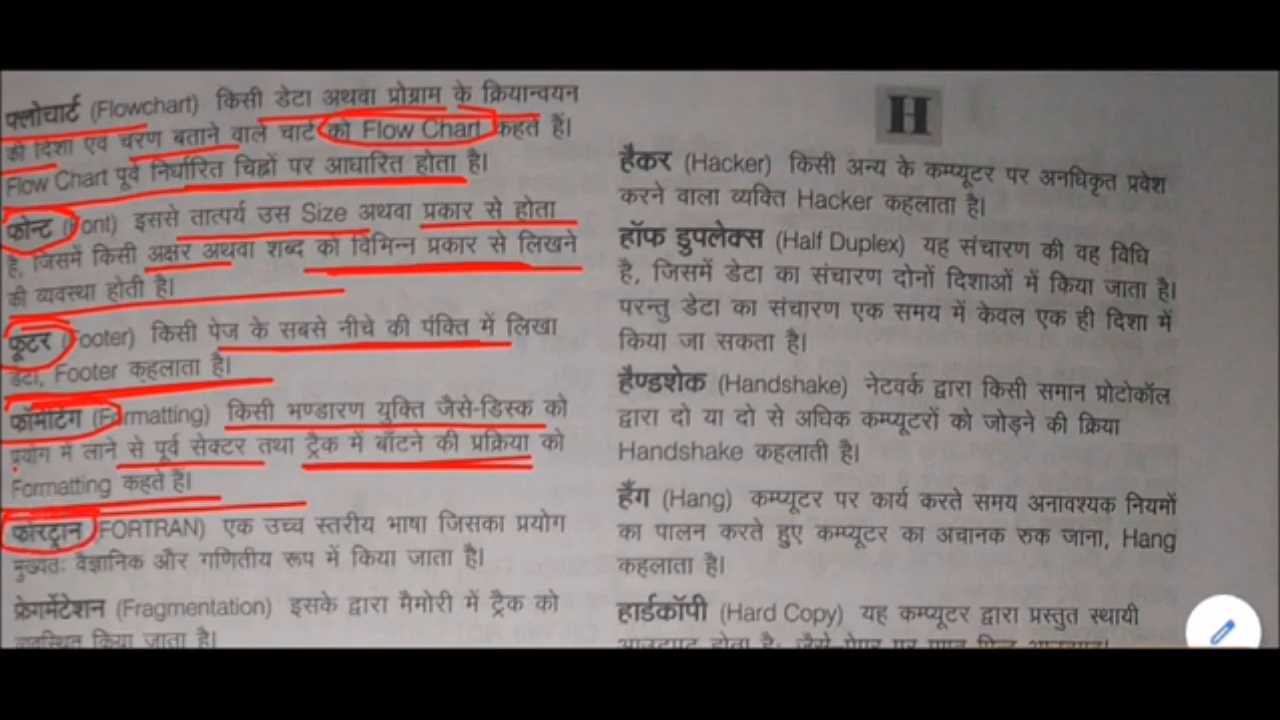 फ्लोचार्ट (Flowchart) किसी डेटा अथवा प्रोग्राम के क्रियान्वयन
की दिशा एवं चरण बताने वाले चार्ट को Flow Chart कहते हैं।
Flow Chart पूर्व निर्धारित चिह्नों पर आधारित होता है।
फोन्ट (Font) इससे तात्पर्य उस Size अथवा प्रकार से होता
है, जिसमें किसी अक्षर अथवा शब्द को विभिन्न प्रकार से लिखने
की व्यवस्था होती है।
फूटर (Footer) किसी पेज के सबसे नीचे की पंक्ति में लिखा
डेटा, Footer कहलाता है।
फॉर्मेटिंग (Formatting) किसी भण्डारण युक्ति जैसे-डिस्क को
प्रयोग में लाने से पूर्व सेक्टर तथा ट्रैक में बाँटने की प्रक्रिया को
Formatting कहते हैं।
फोरट्रान (FORTRAN) एक उच्च स्तरीय भाषा जिसका प्रयोग
मुख्यतः वैज्ञानिक और गणितीय रूप में किया जाता है।
फ्रेगमेंटेशन (Fragmentation) इसके द्वारा मैमोरी में ट्रैक को
व्यवस्थित किया जाता है।
H
हैकर (Hacker) किसी अन्य के कम्प्यूटर पर अनधिकृत प्रवेश
करने वाला व्यक्ति Hacker कहलाता है।
हॉफ डुपलेक्स (Half Duplex) यह संचारण की वह विधि
है, जिसमें डेटा का संचारण दोनों दिशाओं में किया जाता है।
परन्तु डेटा का संचारण एक समय में केवल एक ही दिशा में
किया जा सकता है।
हैण्डशेक (Handshake) नेटवर्क द्वारा किसी समान प्रोटोकॉल
द्वारा दो या दो से अधिक कम्प्यूटरों को जोड़ने की क्रिया
Handshake कहलाती है।
हैंग (Hang) कम्प्यूटर पर कार्य करते समय अनावश्यक नियमों
का पालन करते हुए कम्प्यूटर का अचानक रुक जाना, Hang
कहलाता है।
हार्डकॉपी (Hard Copy) यह कम्प्यूटर द्वारा प्रस्तुत स्थायी